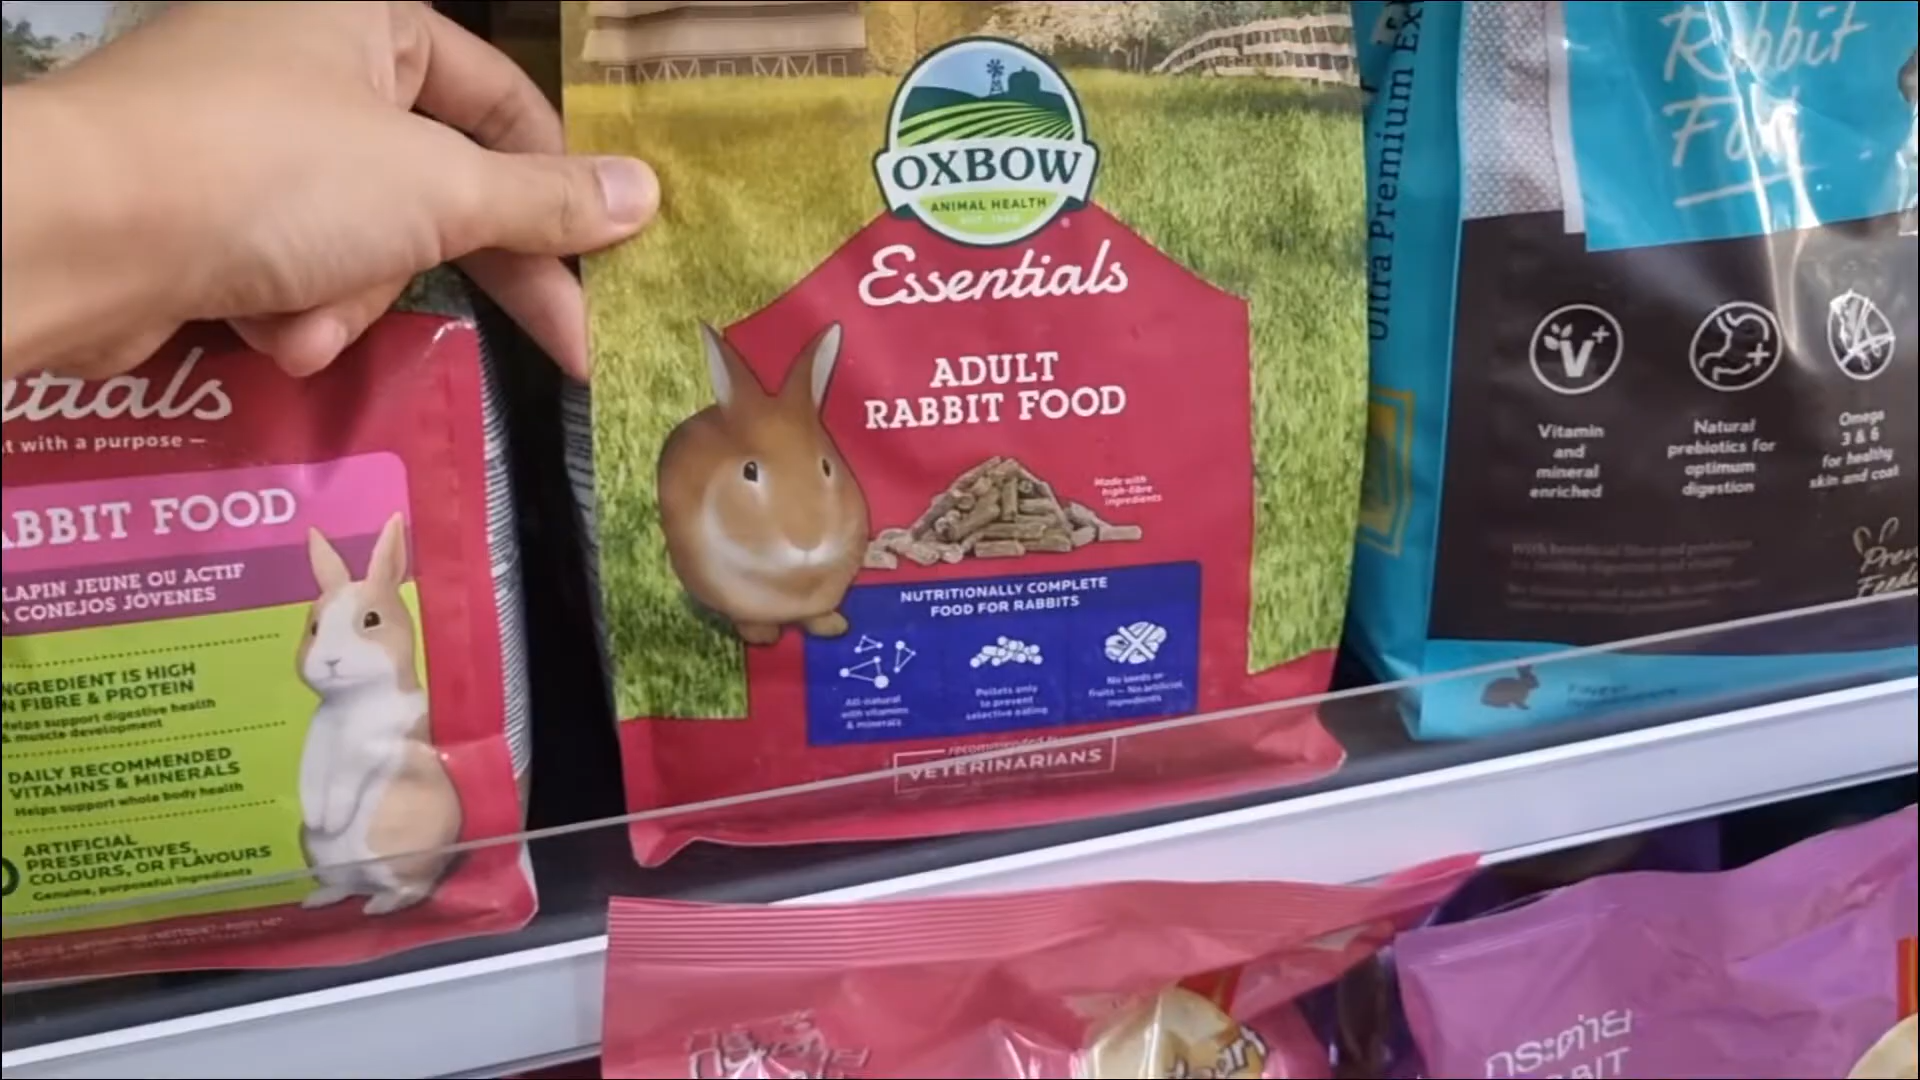 OXBOW
ANIMAL HEALTH
Essentials
ADULT
RABBIT FOOD
Made with
high-fibre
ingredients
NUTRITIONALLY COMPLETE
FOOD FOR RABBITS
All-natural
with vitamins
& minerals
Pellets only
to prevent
selective eating
No seeds or
fruits – No artificial
ingredients
recommended by
VETERINARIANS
ntials
t with a purpose —
ABBIT FOOD
LAPIN JEUNE OU ACTIF
A CONEJOS JÓVENES
NGREDIENT IS HIGH
N FIBRE & PROTEIN
Helps support digestive health
& muscle development
DAILY RECOMMENDED
VITAMINS & MINERALS
Helps support whole body health
ARTIFICIAL
PRESERVATIVES,
COLOURS, OR FLAVOURS
Genuine, purposeful ingredients
Ultra Premium Ex
Rabbit
Food
Vitamin
and
mineral
enriched
Natural
prebiotics for
optimum
digestion
Omega
3 & 6
for healthy
skin and coat
กระต่าย
BIT